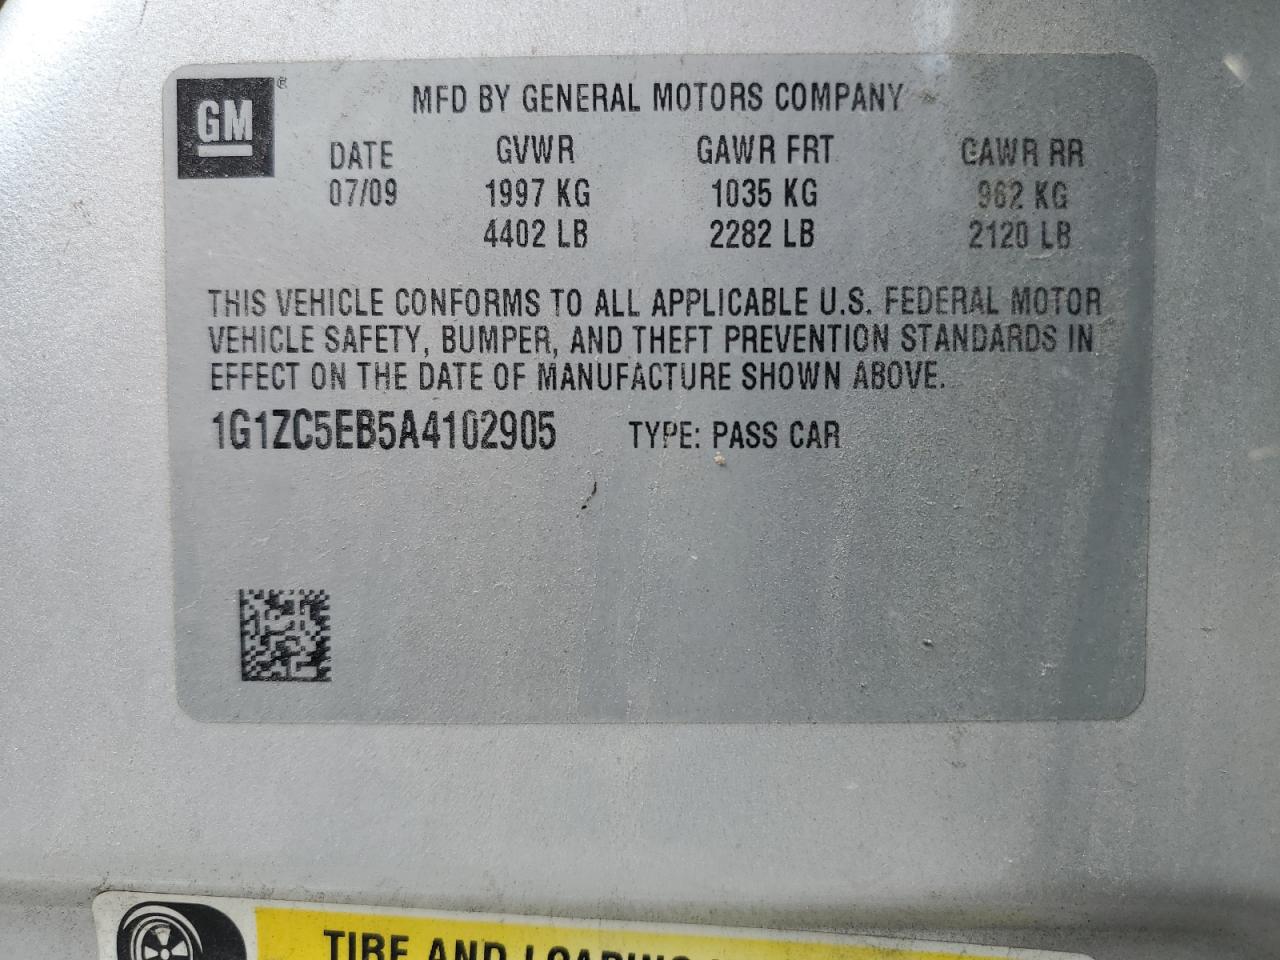 GM ®
MFD BY GENERAL MOTORS COMPANY
DATE GVWR GAWR FRT GAWR RR
07/09 1997 KG 1035 KG 962 KG
4402 LB 2282 LB 2120 LB
THIS VEHICLE CONFORMS TO ALL APPLICABLE U.S. FEDERAL MOTOR
VEHICLE SAFETY, BUMPER, AND THEFT PREVENTION STANDARDS IN
EFFECT ON THE DATE OF MANUFACTURE SHOWN ABOVE.
1G1ZC5EB5A4102905 TYPE: PASS CAR
TIRE AND LOADING